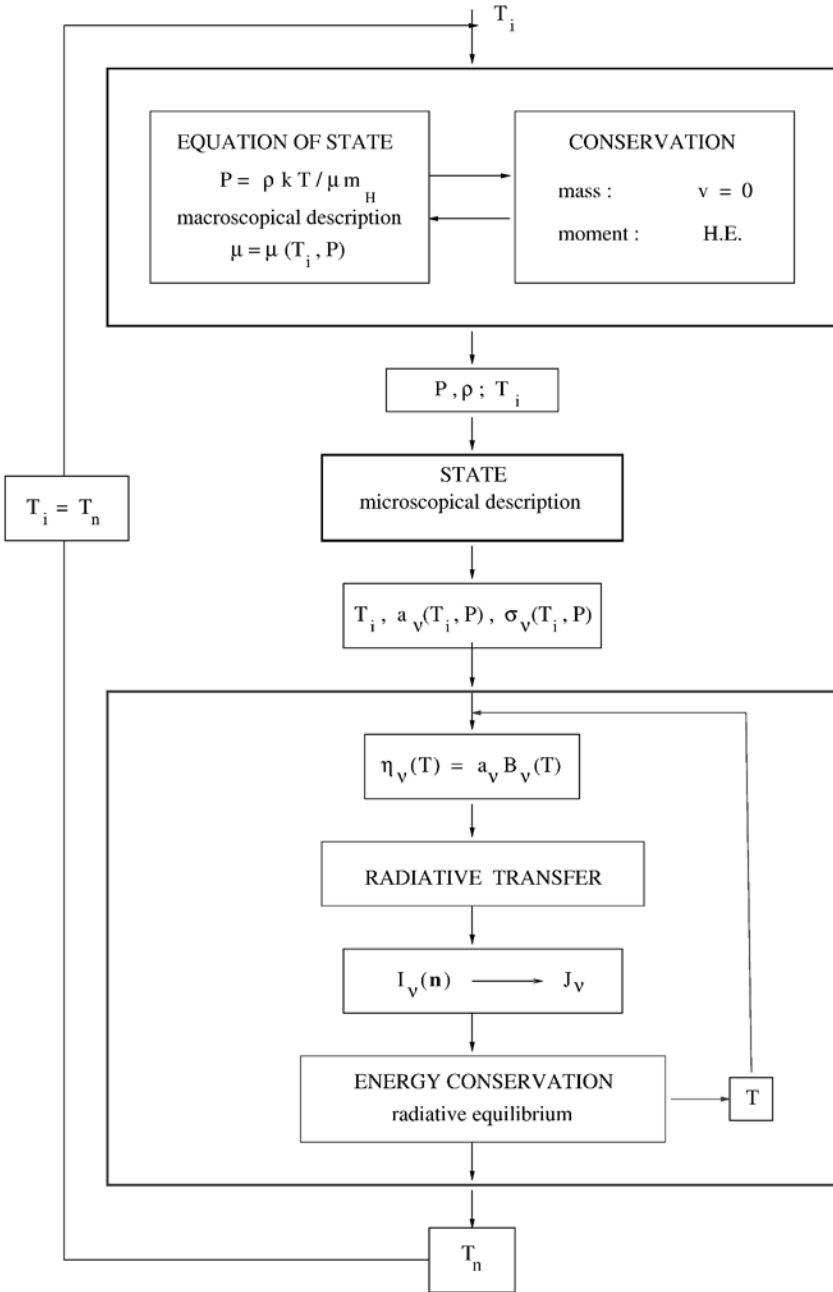 T_i
EQUATION OF STATE
P = ρ k T / μ m_H
macroscopical description
μ = μ (T_i , P)
CONSERVATION
mass : v = 0
moment : H.E.
P , ρ ; T_i
STATE
microscopical description
T_i = T_n
T_i , a_ν(T_i , P) , σ_ν(T_i , P)
η_ν(T) = a_ν B_ν(T)
RADIATIVE TRANSFER
I_ν(n) → J_ν
ENERGY CONSERVATION
radiative equilibrium
T
T_n